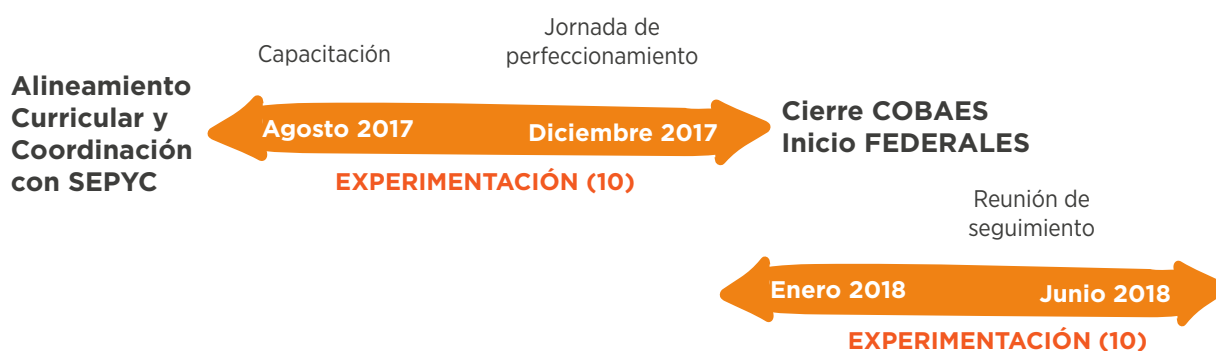 Alineamiento
Curricular y
Coordinación
con SEPYC
Capacitación
Jornada de
perfeccionamiento
Agosto 2017
Diciembre 2017
EXPERIMENTACIÓN (10)
Cierre COBAES
Inicio FEDERALES
Reunión de
seguimiento
Enero 2018
Junio 2018
EXPERIMENTACIÓN (10)